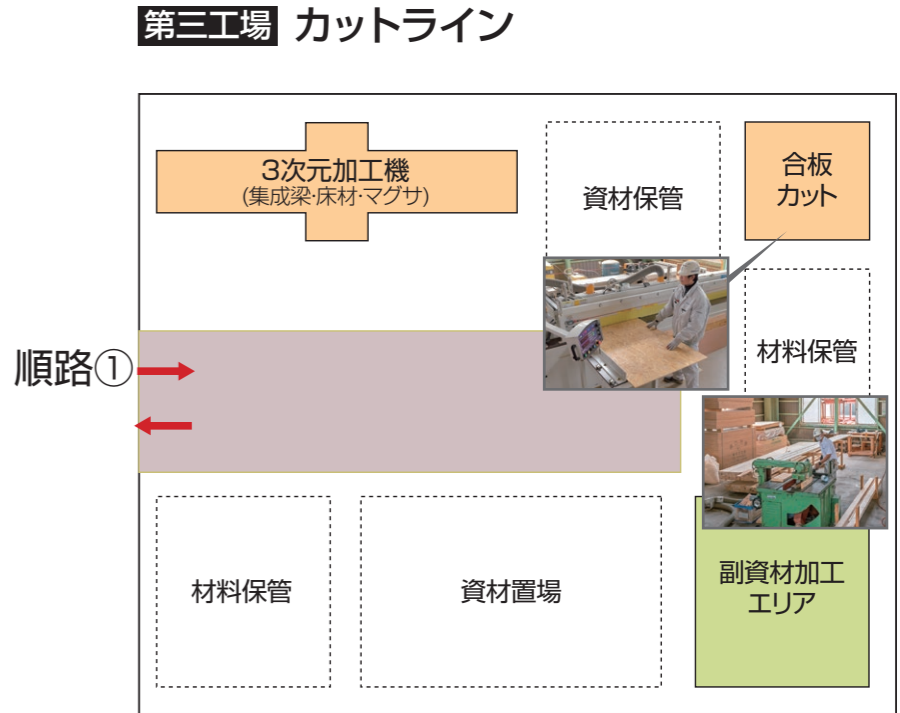 第三工場 カットライン
3次元加工機
(集成梁・床材・マグサ)
資材保管
合板
カット
材料保管
順路①
材料保管
資材置場
副資材加工
エリア